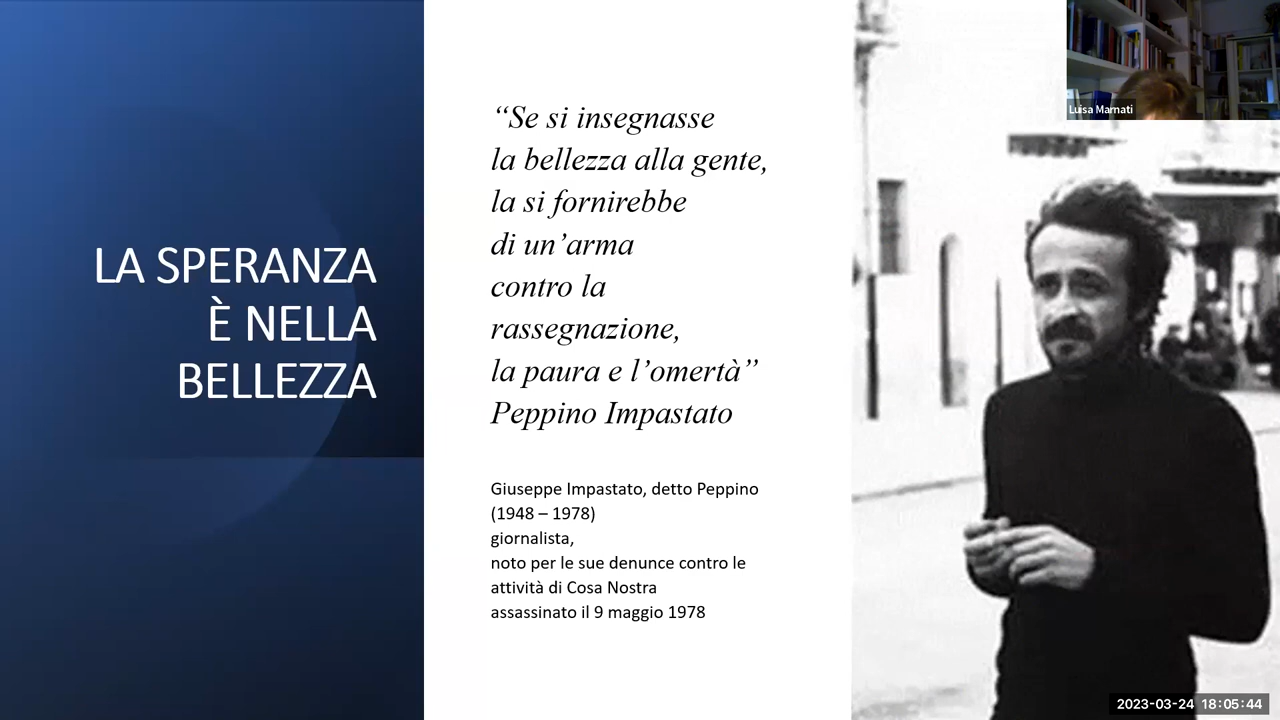 LA SPERANZA
È NELLA
BELLEZZA
“Se si insegnasse
la bellezza alla gente,
la si fornirebbe
di un’arma
contro la
rassegnazione,
la paura e l’omertà”
Peppino Impastato
Giuseppe Impastato, detto Peppino
(1948 – 1978)
giornalista,
noto per le sue denunce contro le
attività di Cosa Nostra
assassinato il 9 maggio 1978
Luisa Marnati
2023-03-24 18:05:44